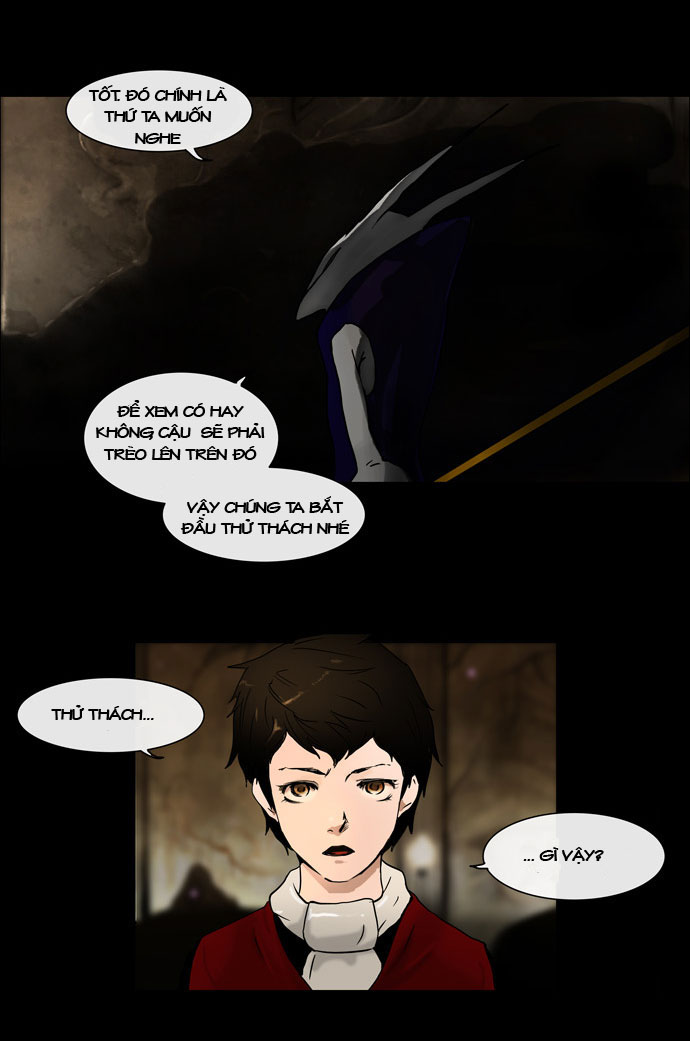 TỐT. ĐÓ CHÍNH LÀ
THỨ TA MUỐN
NGHE
ĐỂ XEM CÓ HAY
KHÔNG, CẬU SẼ PHẢI
TRÈO LÊN TRÊN ĐÓ
VẬY CHÚNG TA BẮT
ĐẦU THỬ THÁCH NHÉ
THỬ THÁCH...
... GÌ VẬY?